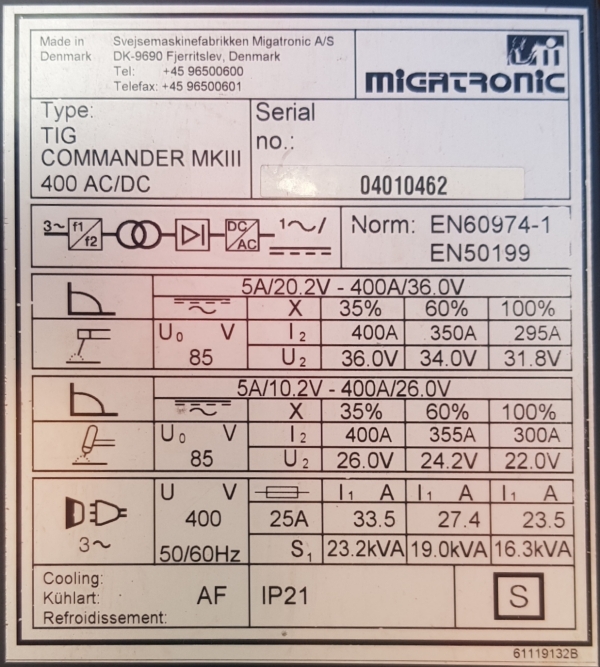 Made in Svejsemaskinefabrikken Migatronic A/S
Denmark DK-9690 Fjerritslev, Denmark
Tel: +45 96500600
Telefax: +45 96500601
MIGATRONIC
Type:
TIG
COMMANDER MKIII
400 AC/DC
Serial
no.:
04010462
3~ f1 f2 DC AC 1~/
Norm: EN60974-1
EN50199
5A/20.2V - 400A/36.0V
X 35% 60% 100%
U0 V I2 400A 350A 295A
85 U2 36.0V 34.0V 31.8V
5A/10.2V - 400A/26.0V
X 35% 60% 100%
U0 V I2 400A 355A 300A
85 U2 26.0V 24.2V 22.0V
U V I1 A I1 A I1 A
400 25A 33.5 27.4 23.5
3~ 50/60Hz S1 23.2kVA 19.0kVA 16.3kVA
Cooling:
Kühlart: AF IP21 S
Refroidissement:
61119132B